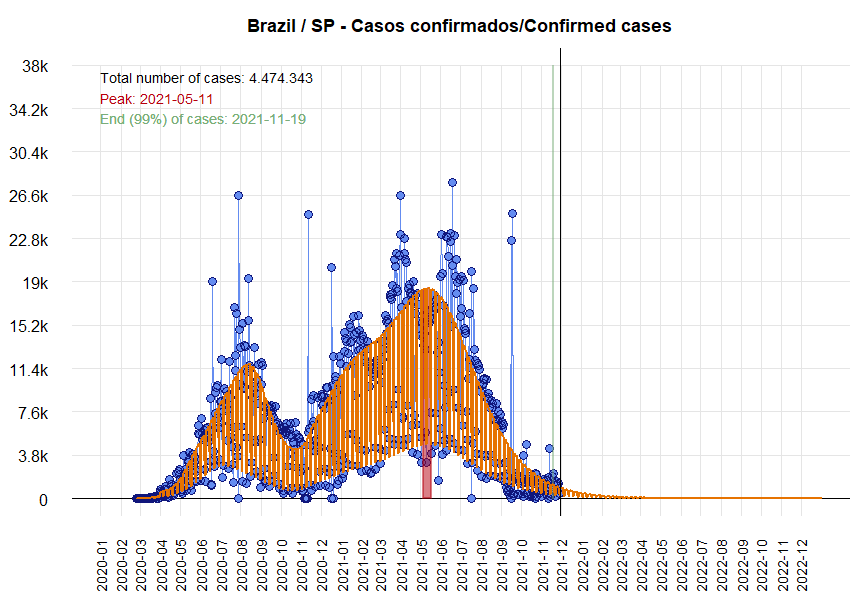 Brazil / SP - Casos confirmados/Confirmed cases
38k
Total number of cases: 4.474.343
Peak: 2021-05-11
34.2k
End (99%) of cases: 2021-11-19
30.4k
26.6k
22.8k
19k
15.2k
11.4k
7.6k
3.8k
0
2020-01
2020-02
2020-03
2020-04
2020-05
2020-06
2020-07
2020-08
2020-09
2020-10
2020-11
2020-12
2021-01
2021-02
2021-03
2021-04
2021-05
2021-06
2021-07
2021-08
2021-09
2021-10
2021-11
2021-12
2022-01
2022-02
2022-03
2022-04
2022-05
2022-06
2022-07
2022-08
2022-09
2022-10
2022-11
2022-12